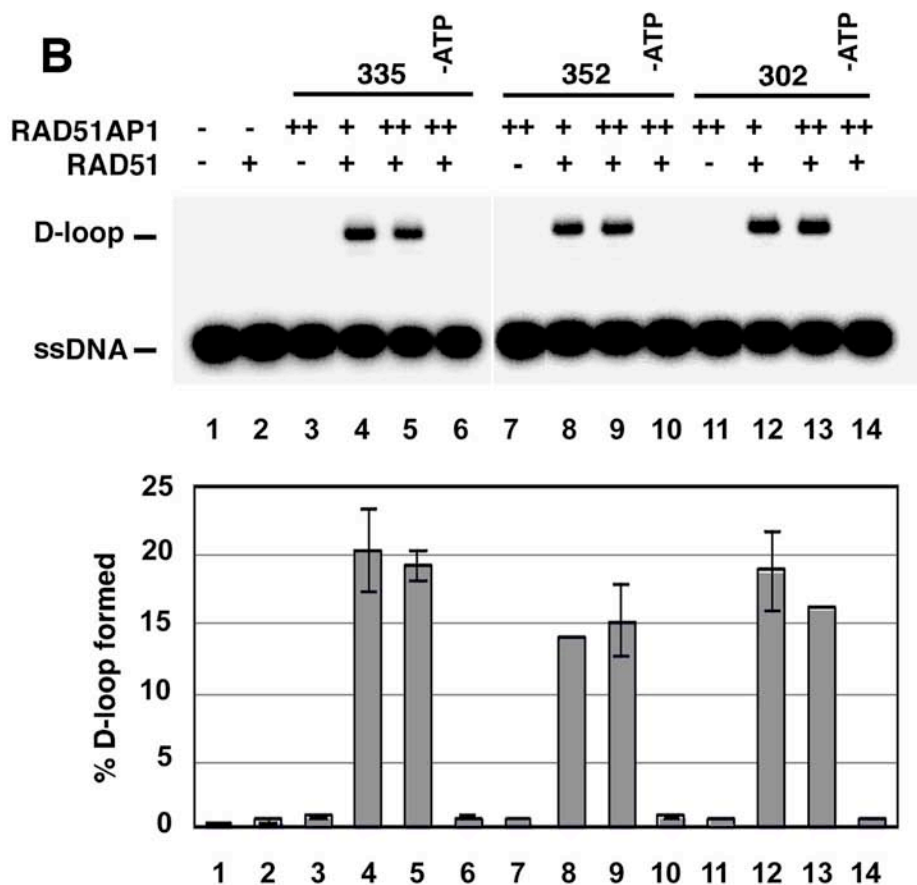 B
-ATP -ATP -ATP
335 352 302
RAD51AP1 - - ++ + ++ ++ ++ + ++ ++ ++ + ++ ++
RAD51 - + - + + + - + + + - + + +
D-loop
ssDNA
1 2 3 4 5 6 7 8 9 10 11 12 13 14
% D-loop formed
25
20
15
10
5
0
1 2 3 4 5 6 7 8 9 10 11 12 13 14